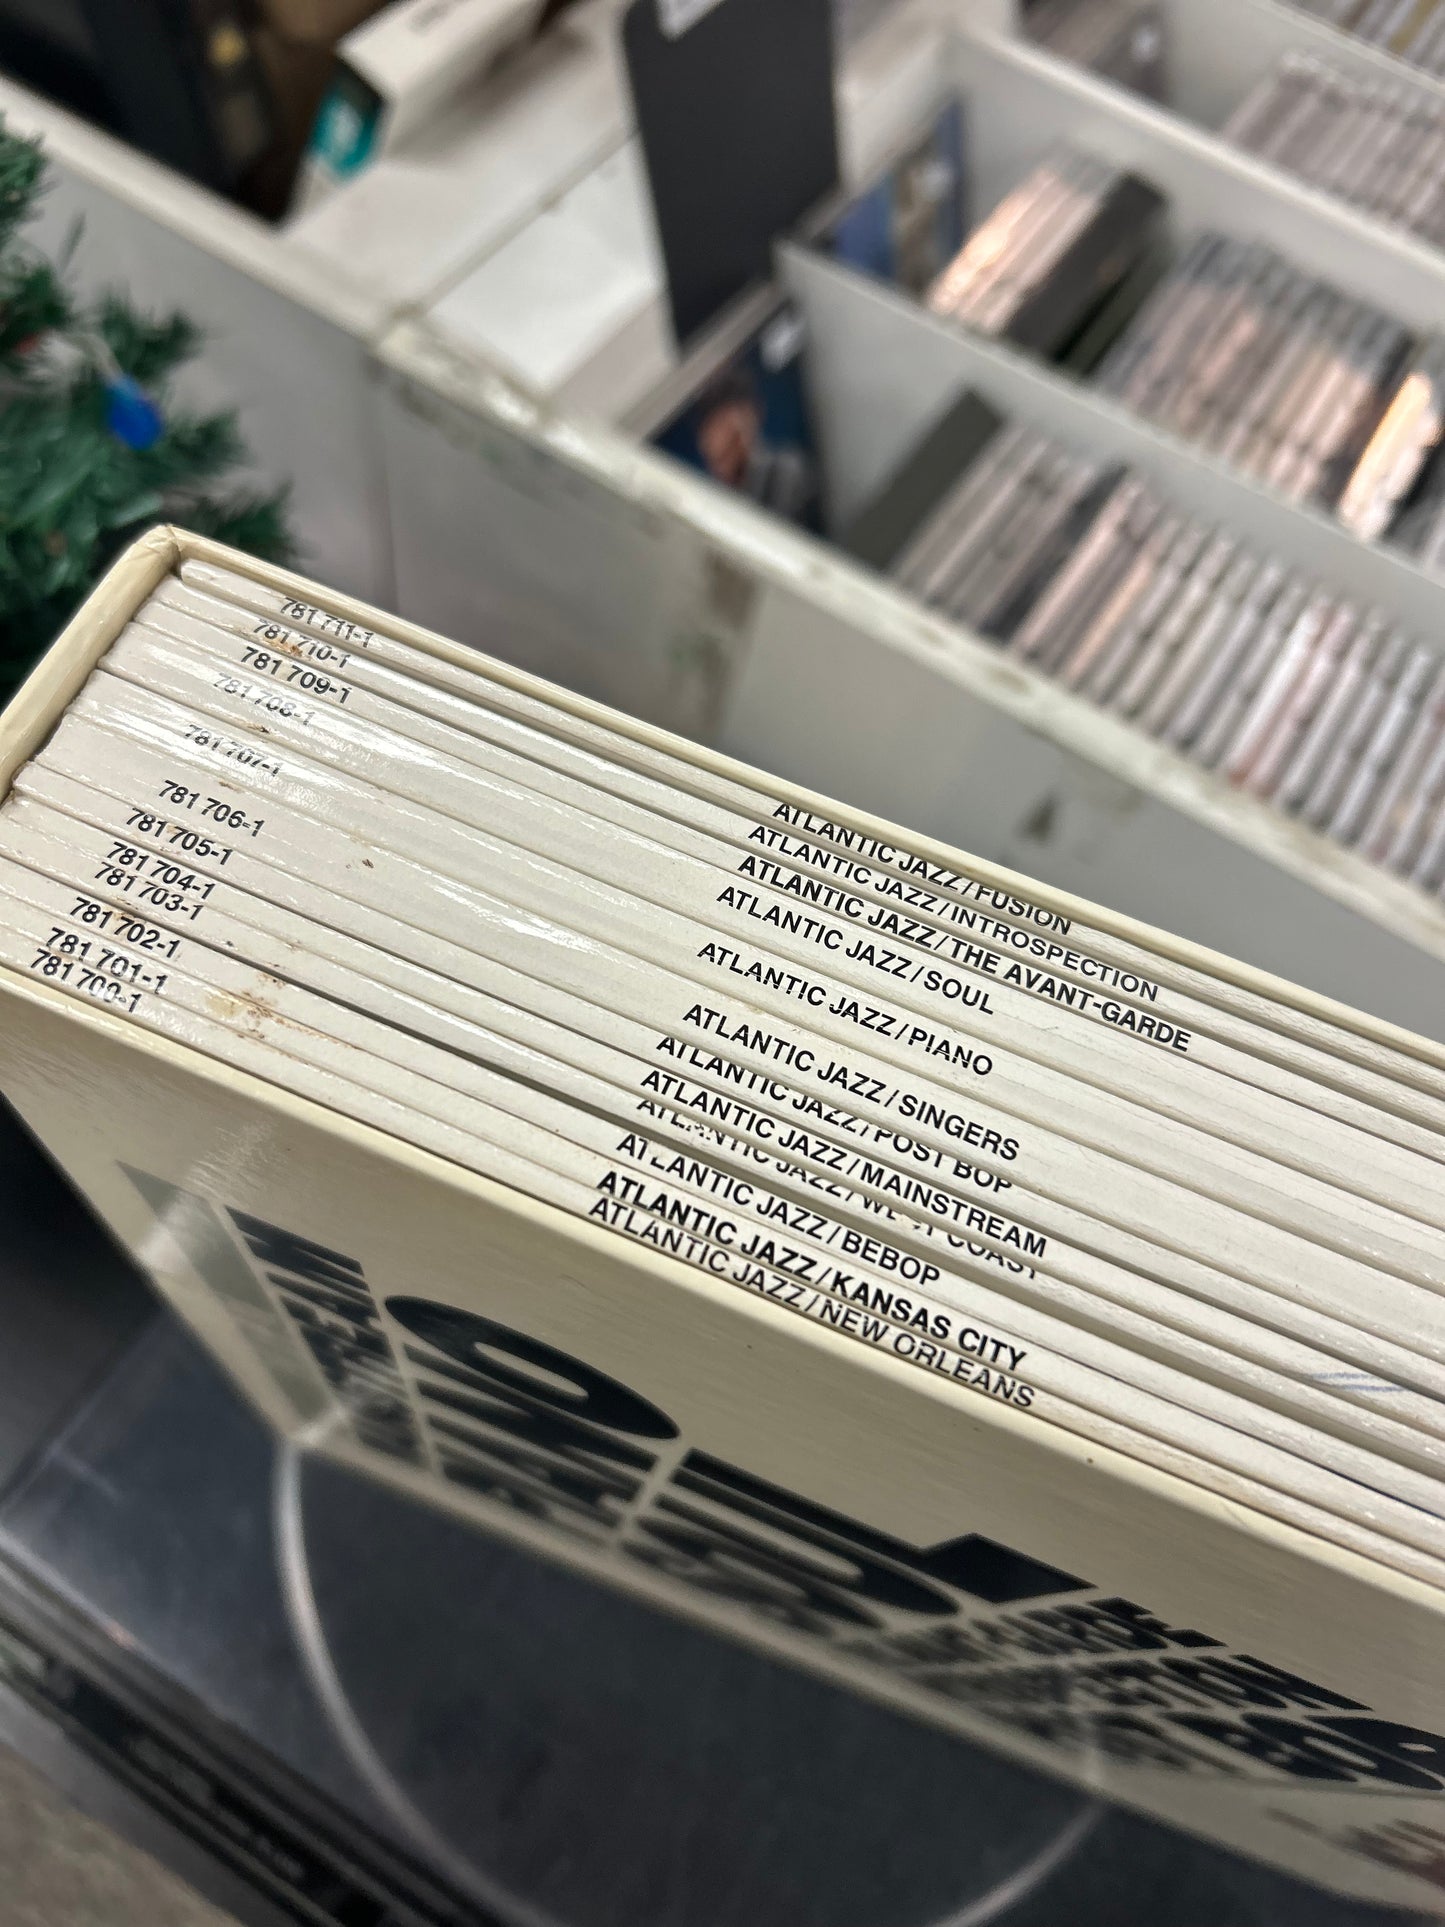 781 711-1 ATLANTIC JAZZ/FUSION
781 710-1 ATLANTIC JAZZ/INTROSPECTION
781 709-1 ATLANTIC JAZZ/THE AVANT-GARDE
781 708-1 ATLANTIC JAZZ/SOUL
781 707-1 ATLANTIC JAZZ/PIANO
781 706-1 ATLANTIC JAZZ/SINGERS
781 705-1 ATLANTIC JAZZ/POST BOP
781 704-1 ATLANTIC JAZZ/MAINSTREAM
781 703-1 ATLANTIC JAZZ/WEST COAST
781 702-1 ATLANTIC JAZZ/BEBOP
781 701-1 ATLANTIC JAZZ/KANSAS CITY
781 700-1 ATLANTIC JAZZ/NEW ORLEANS